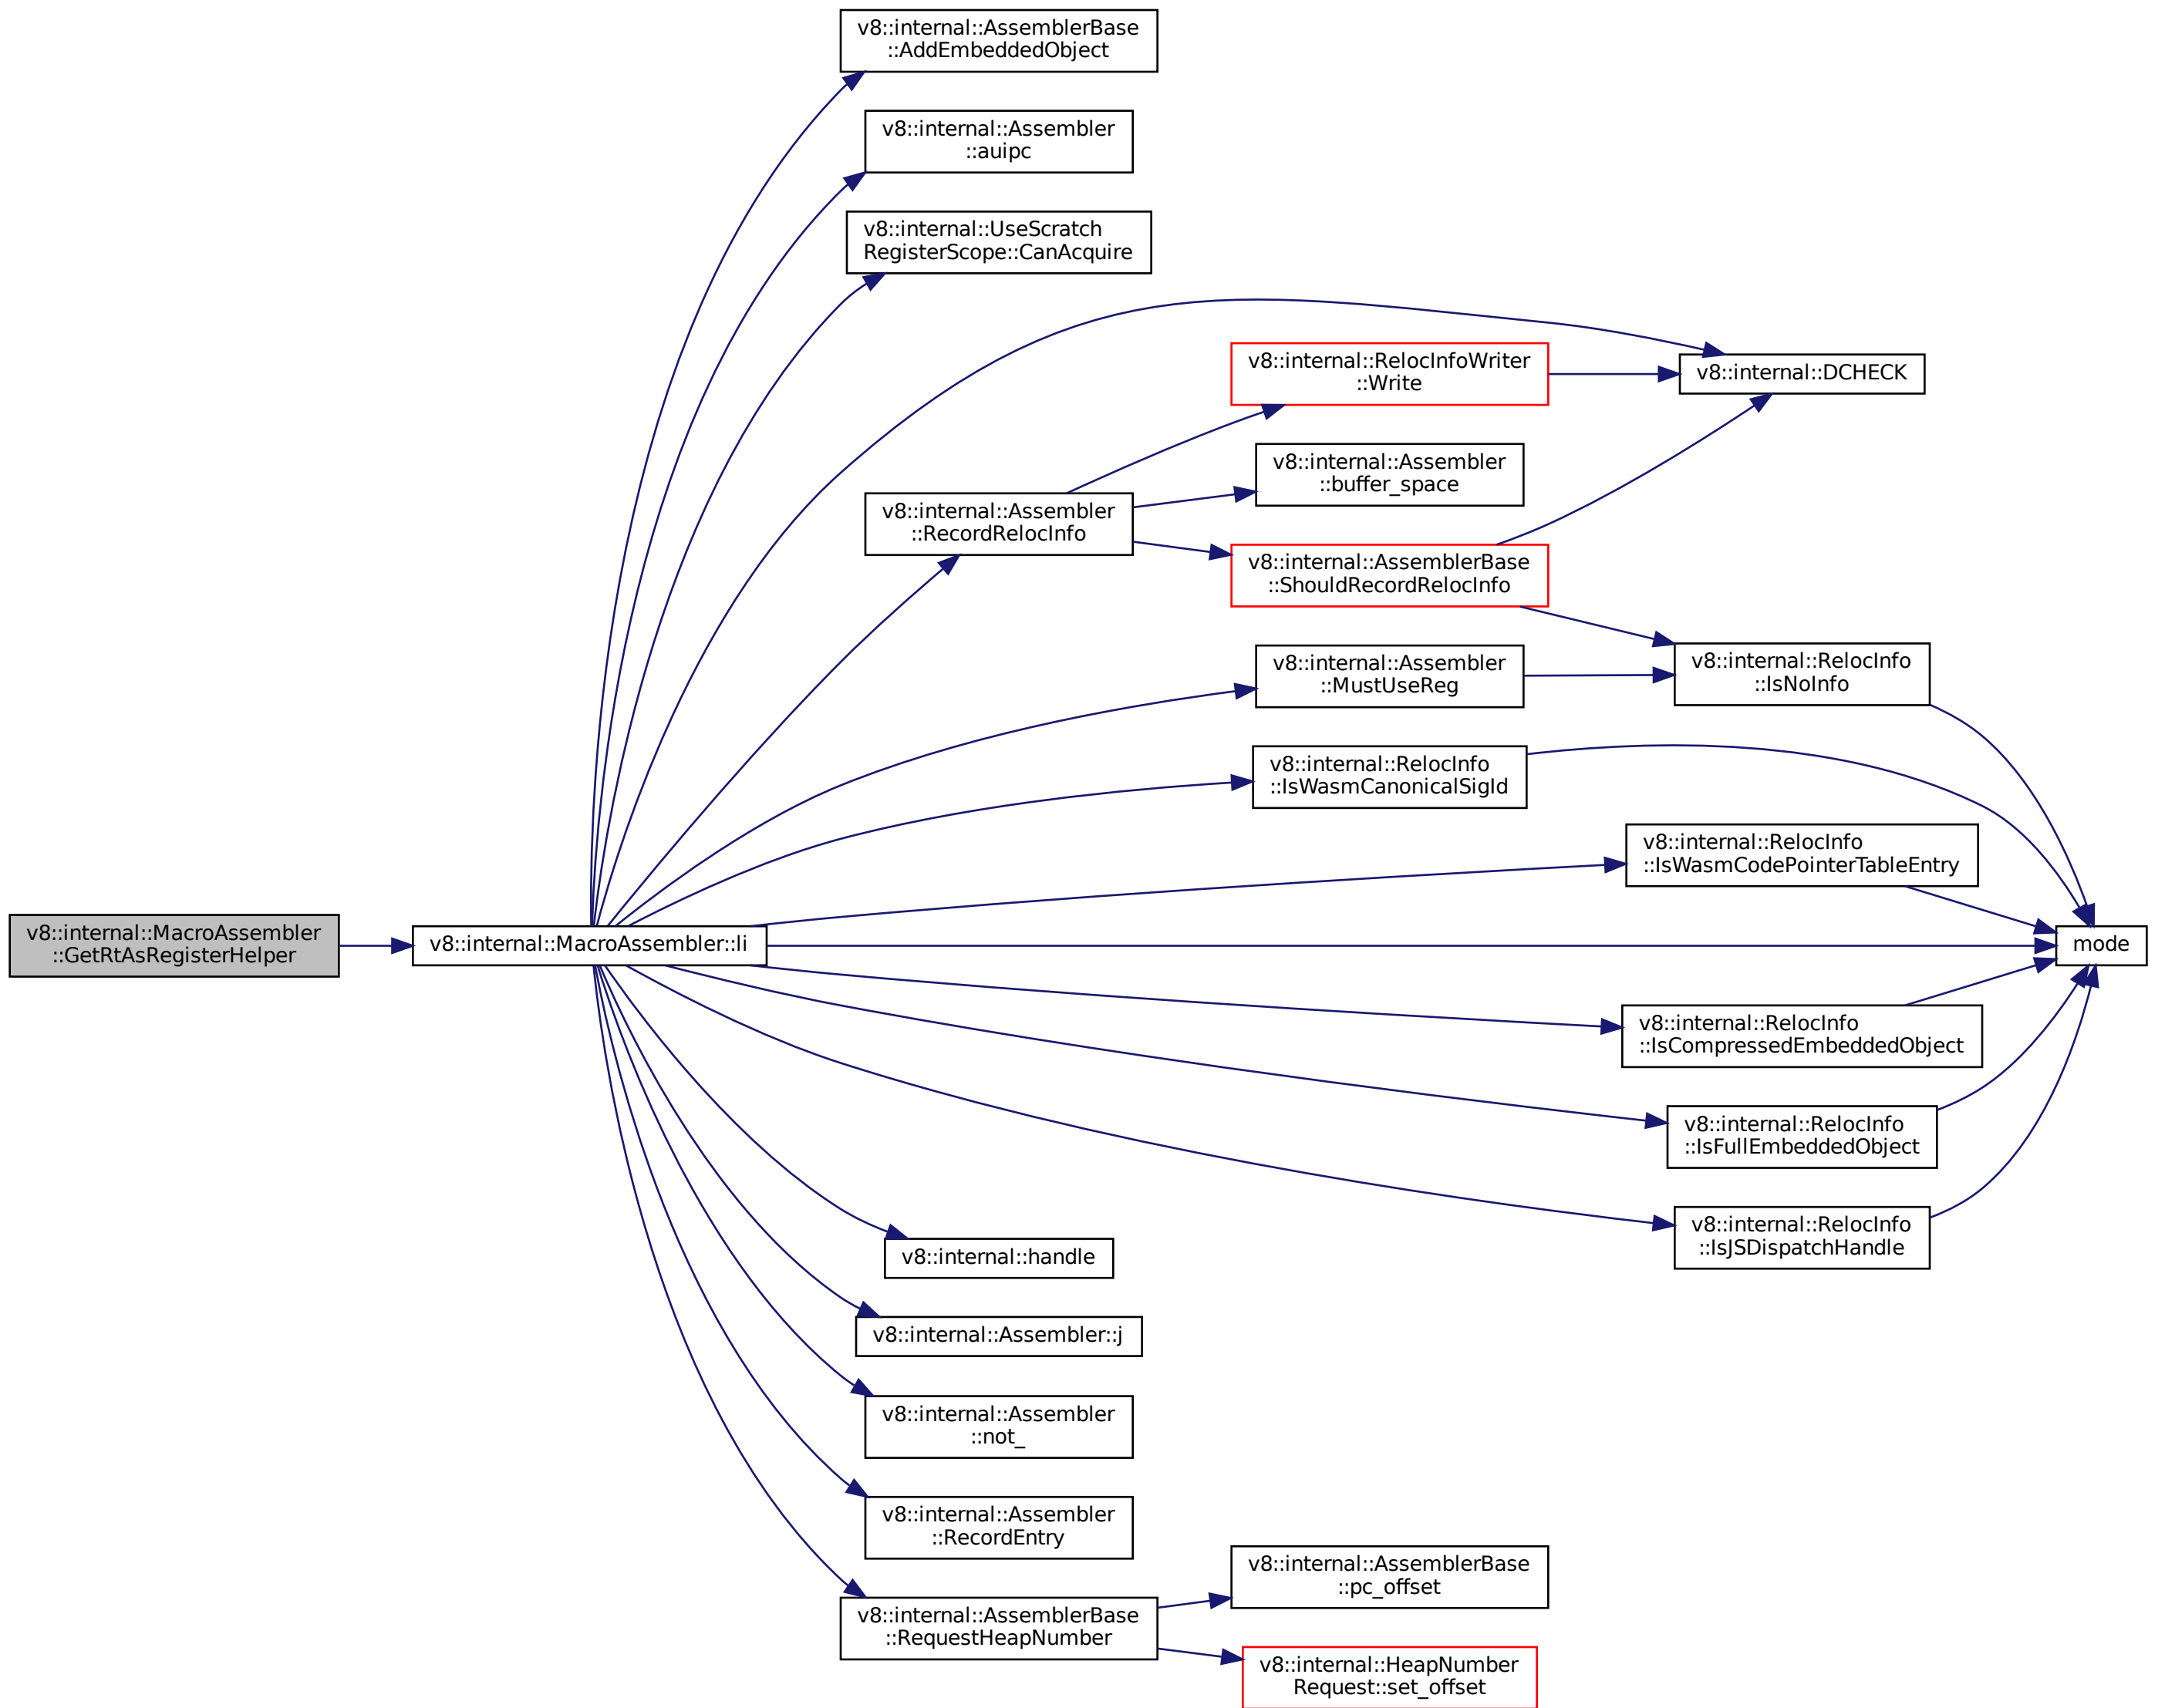 v8::internal::AssemblerBase
::AddEmbeddedObject
v8::internal::Assembler
::auipc
v8::internal::UseScratch
RegisterScope::CanAcquire
v8::internal::RelocInfoWriter
::Write
v8::internal::DCHECK
v8::internal::Assembler
::buffer_space
v8::internal::Assembler
::RecordRelocInfo
v8::internal::AssemblerBase
::ShouldRecordRelocInfo
v8::internal::Assembler
::MustUseReg
v8::internal::RelocInfo
::IsNoInfo
v8::internal::RelocInfo
::IsWasmCanonicalSigId
v8::internal::RelocInfo
::IsWasmCodePointerTableEntry
v8::internal::MacroAssembler
::GetRtAsRegisterHelper
v8::internal::MacroAssembler::li
mode
v8::internal::RelocInfo
::IsCompressedEmbeddedObject
v8::internal::RelocInfo
::IsFullEmbeddedObject
v8::internal::RelocInfo
::IsJSDispatchHandle
v8::internal::handle
v8::internal::Assembler::j
v8::internal::Assembler
::not_
v8::internal::Assembler
::RecordEntry
v8::internal::AssemblerBase
::pc_offset
v8::internal::AssemblerBase
::RequestHeapNumber
v8::internal::HeapNumber
Request::set_offset